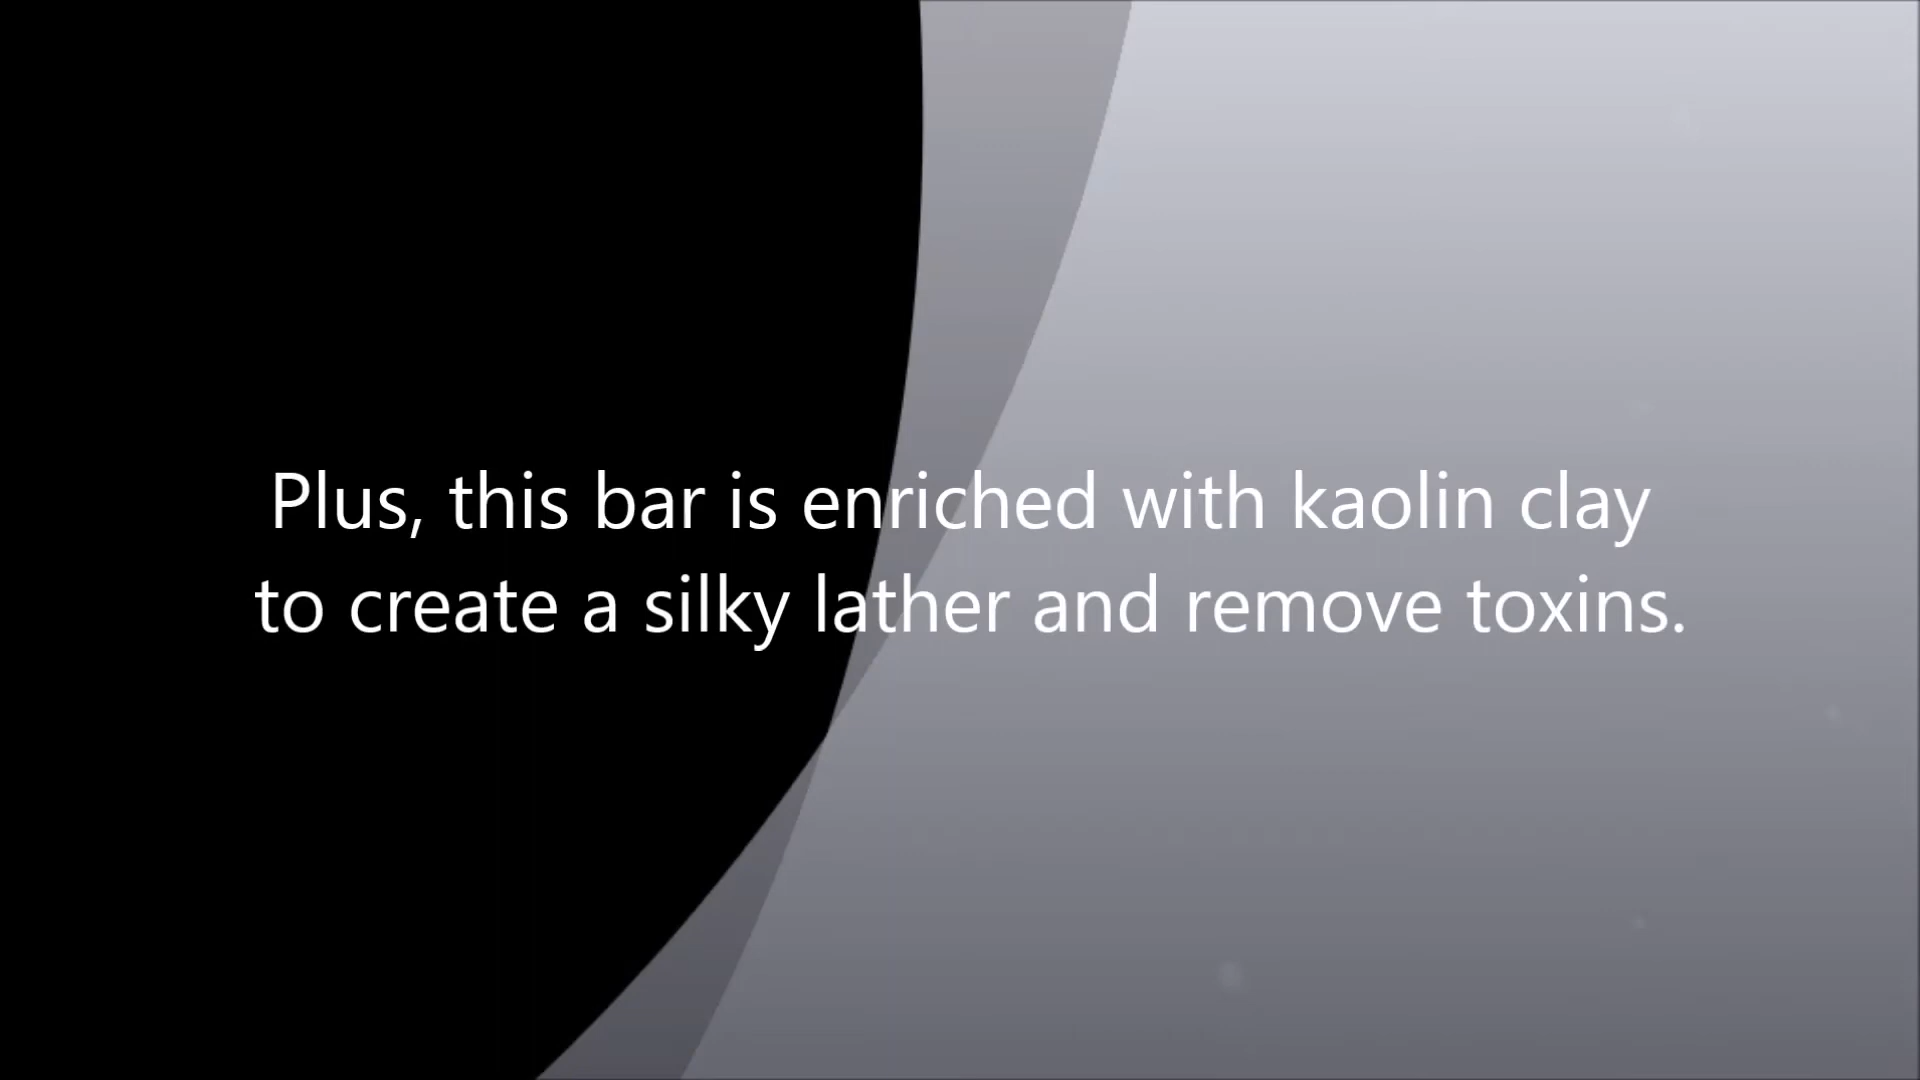 Plus, this bar is enriched with kaolin clay
to create a silky lather and remove toxins.